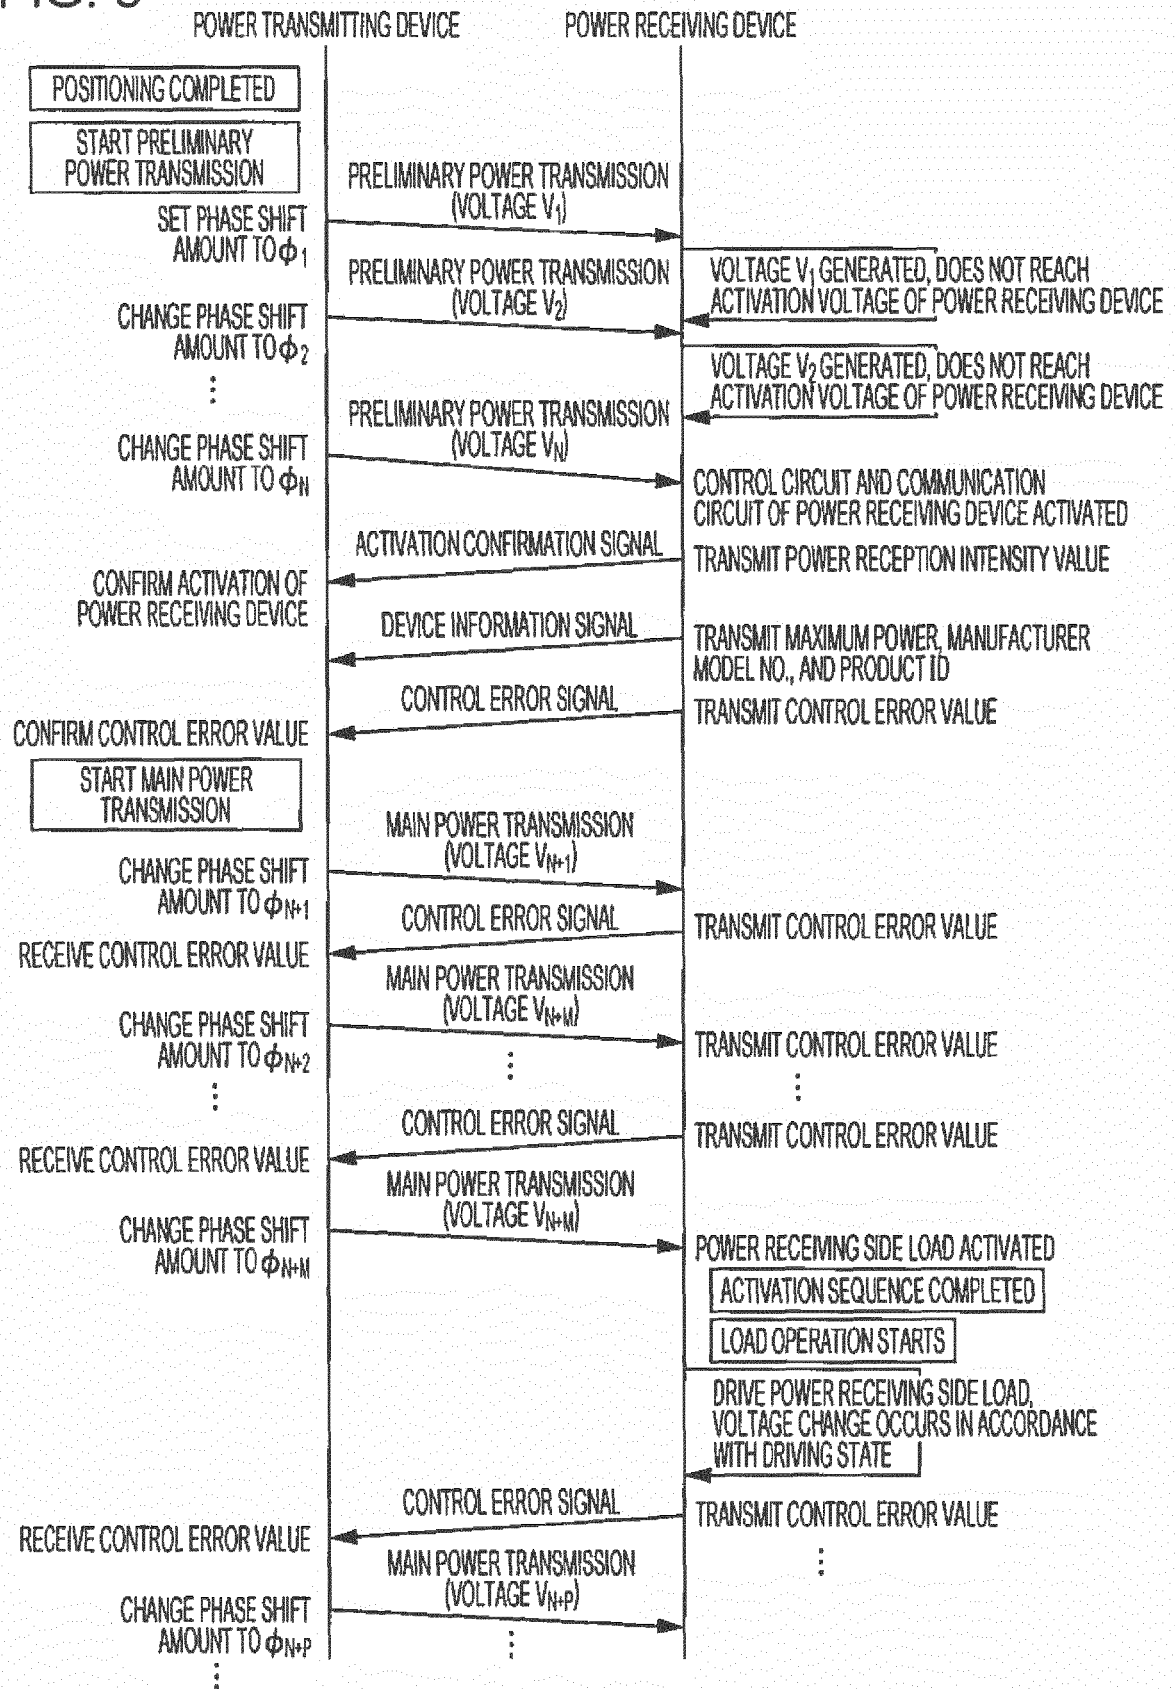 POWER TRANSMITTING DEVICE
POWER RECEIVING DEVICE
POSITIONING COMPLETED
START PRELIMINARY
POWER TRANSMISSION
PRELIMINARY POWER TRANSMISSION
(VOLTAGE V1)
SET PHASE SHIFT
AMOUNT TO ϕ1
VOLTAGE V1 GENERATED, DOES NOT REACH
ACTIVATION VOLTAGE OF POWER RECEIVING DEVICE
PRELIMINARY POWER TRANSMISSION
(VOLTAGE V2)
CHANGE PHASE SHIFT
AMOUNT TO ϕ2
VOLTAGE V2 GENERATED, DOES NOT REACH
ACTIVATION VOLTAGE OF POWER RECEIVING DEVICE
PRELIMINARY POWER TRANSMISSION
(VOLTAGE VN)
CHANGE PHASE SHIFT
AMOUNT TO ϕN
CONTROL CIRCUIT AND COMMUNICATION
CIRCUIT OF POWER RECEIVING DEVICE ACTIVATED
ACTIVATION CONFIRMATION SIGNAL
TRANSMIT POWER RECEPTION INTENSITY VALUE
CONFIRM ACTIVATION OF
POWER RECEIVING DEVICE
DEVICE INFORMATION SIGNAL
TRANSMIT MAXIMUM POWER, MANUFACTURER
MODEL NO., AND PRODUCT ID
CONTROL ERROR SIGNAL
TRANSMIT CONTROL ERROR VALUE
CONFIRM CONTROL ERROR VALUE
START MAIN POWER
TRANSMISSION
MAIN POWER TRANSMISSION
(VOLTAGE VN+1)
CHANGE PHASE SHIFT
AMOUNT TO ϕN+1
CONTROL ERROR SIGNAL
TRANSMIT CONTROL ERROR VALUE
RECEIVE CONTROL ERROR VALUE
MAIN POWER TRANSMISSION
(VOLTAGE VN+M)
CHANGE PHASE SHIFT
AMOUNT TO ϕN+2
TRANSMIT CONTROL ERROR VALUE
CONTROL ERROR SIGNAL
TRANSMIT CONTROL ERROR VALUE
RECEIVE CONTROL ERROR VALUE
MAIN POWER TRANSMISSION
(VOLTAGE VN+M)
CHANGE PHASE SHIFT
AMOUNT TO ϕN+M
POWER RECEIVING SIDE LOAD ACTIVATED
ACTIVATION SEQUENCE COMPLETED
LOAD OPERATION STARTS
DRIVE POWER RECEIVING SIDE LOAD,
VOLTAGE CHANGE OCCURS IN ACCORDANCE
WITH DRIVING STATE
CONTROL ERROR SIGNAL
TRANSMIT CONTROL ERROR VALUE
RECEIVE CONTROL ERROR VALUE
MAIN POWER TRANSMISSION
(VOLTAGE VN+P)
CHANGE PHASE SHIFT
AMOUNT TO ϕN+P